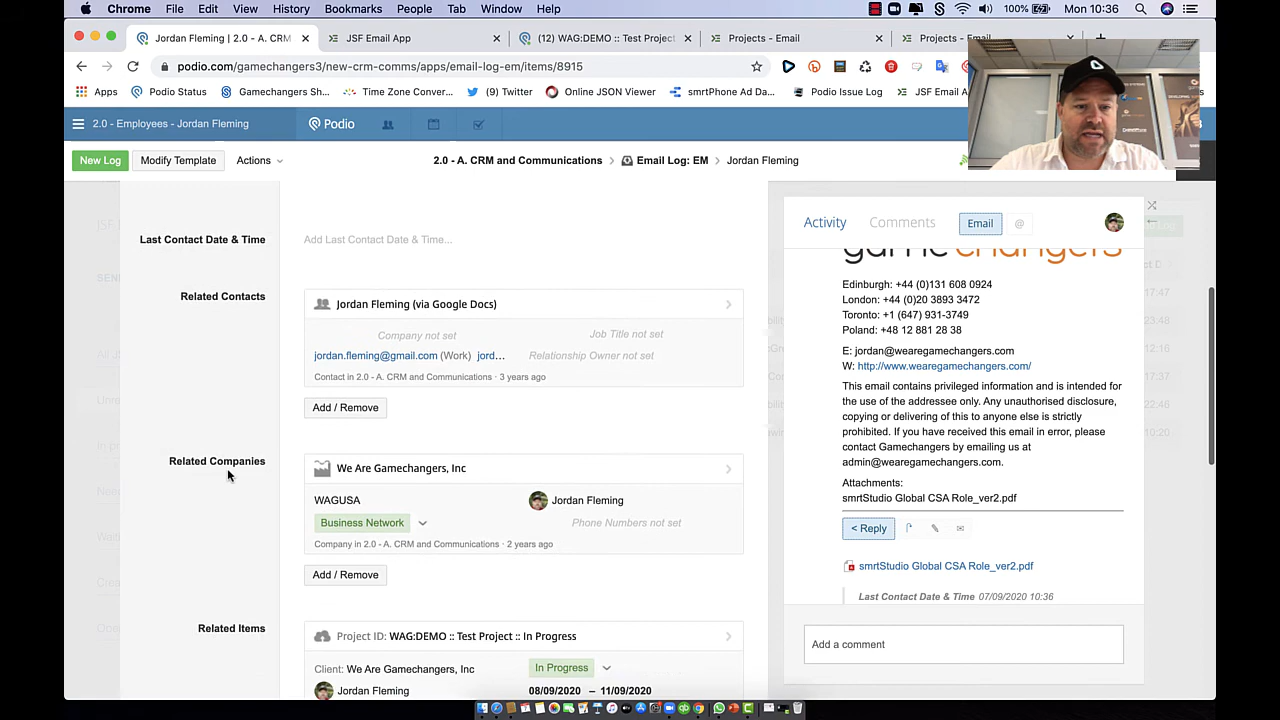 Chrome File Edit View History Bookmarks People Tab Window Help 100% Mon 10:36
Jordan Fleming | 2.0 - A. CRM × JSF Email App × (12) WAG:DEMO :: Test Project × Projects - Email × Projects - Email × +
podio.com/gamechangers3/new-crm-comms/apps/email-log-em/items/8915
Apps Podio Status Gamechangers Sh... Time Zone Conver... (1) Twitter Online JSON Viewer smrtPhone Ad Da... Podio Issue Log JSF Email A
2.0 - Employees - Jordan Fleming Podio
New Log Modify Template Actions 2.0 - A. CRM and Communications Email Log: EM Jordan Fleming
Activity Comments Email @
Last Contact Date & Time Add Last Contact Date & Time...
gamechangers
Edinburgh: +44 (0)131 608 0924
London: +44 (0)20 3893 3472
Toronto: +1 (647) 931-3749
Poland: +48 12 881 28 38
E: jordan@wearegamechangers.com
W: http://www.wearegamechangers.com/
This email contains privileged information and is intended
for the use of the addressee only. Any unauthorised disclosure,
copying or delivering of this to anyone else is strictly
prohibited. If you have received this email in error, please
contact Gamechangers by emailing us at
admin@wearegamechangers.com.
Attachments:
smrtStudio Global CSA Role_ver2.pdf
< Reply
smrtStudio Global CSA Role_ver2.pdf
Last Contact Date & Time 07/09/2020 10:36
Add a comment
Related Contacts
Jordan Fleming (via Google Docs)
Company not set Job Title not set
jordan.fleming@gmail.com (Work) jord... Relationship Owner not set
Contact in 2.0 - A. CRM and Communications · 3 years ago
Add / Remove
Related Companies
We Are Gamechangers, Inc
WAGUSA Jordan Fleming
Business Network Phone Numbers not set
Company in 2.0 - A. CRM and Communications · 2 years ago
Add / Remove
Related Items
Project ID: WAG:DEMO :: Test Project :: In Progress
Client: We Are Gamechangers, Inc In Progress
Jordan Fleming 08/09/2020 – 11/09/2020